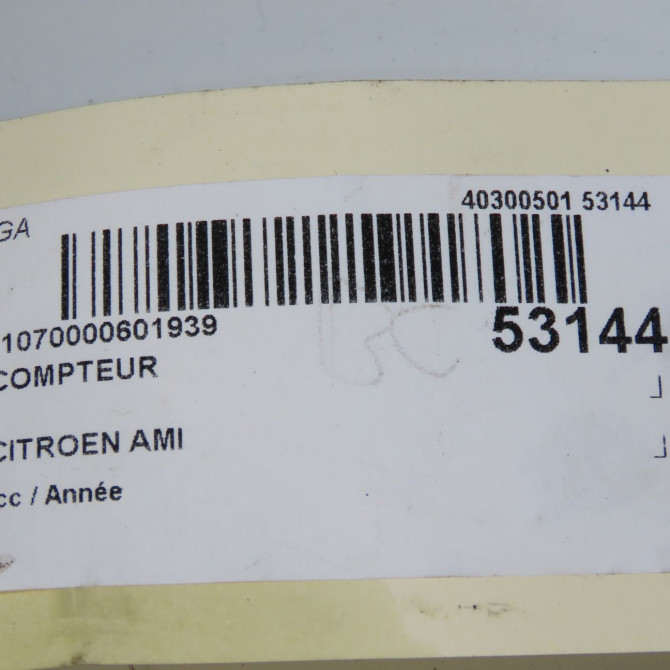 GA
40300501 53144
1070000601939
53144
COMPTEUR
CITROEN AMI
cc / Année